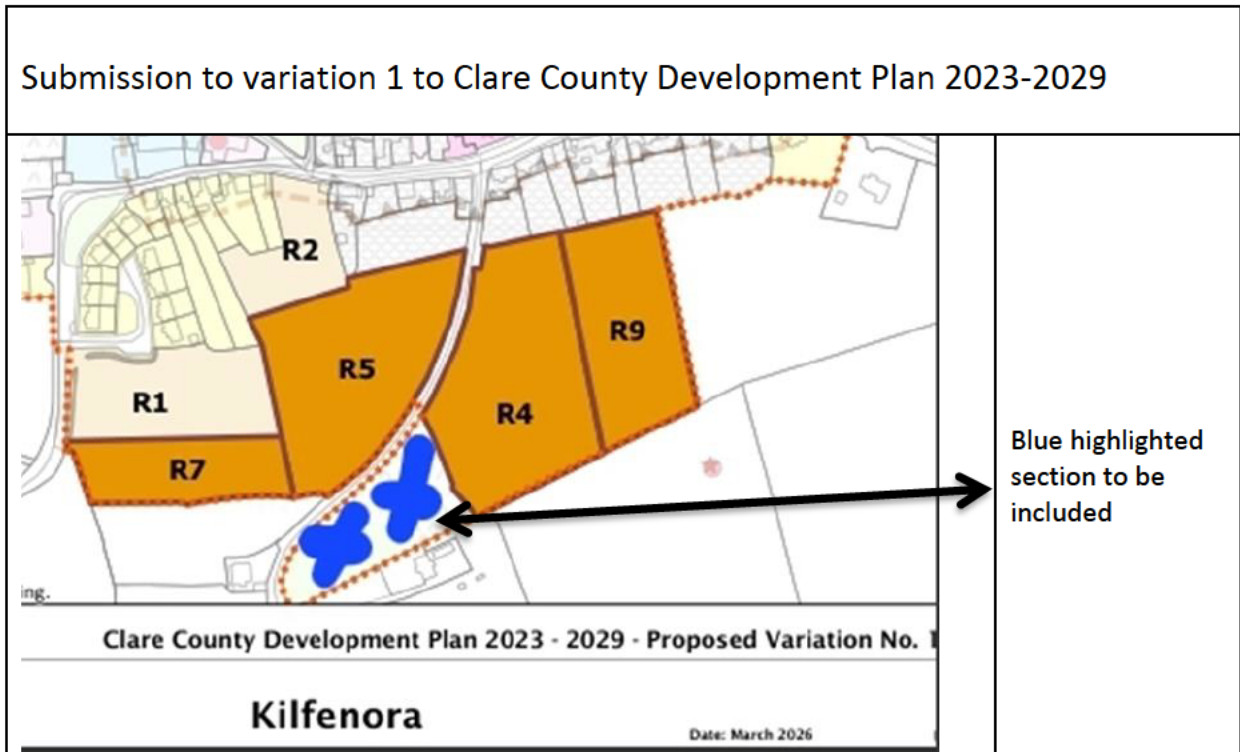 Submission to variation 1 to Clare County Development Plan 2023-2029
R2
R9
R5
R1
R4
R7
Blue highlighted
section to be
included
ing.
Clare County Development Plan 2023 - 2029 - Proposed Variation No. 1
Kilfenora
Date: March 2026